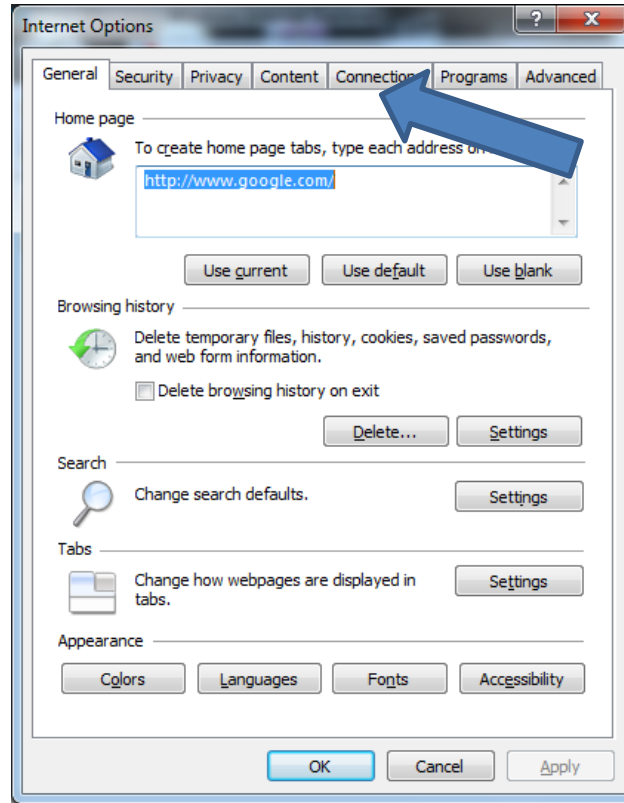 Internet Options
?
X
General Security Privacy Content Connection Programs Advanced
Home page
To create home page tabs, type each address on
http://www.google.com/
Use current Use default Use blank
Browsing history
Delete temporary files, history, cookies, saved passwords,
and web form information.
Delete browsing history on exit
Delete... Settings
Search
Change search defaults.
Settings
Tabs
Change how webpages are displayed in
tabs.
Settings
Appearance
Colors Languages Fonts Accessibility
OK Cancel Apply